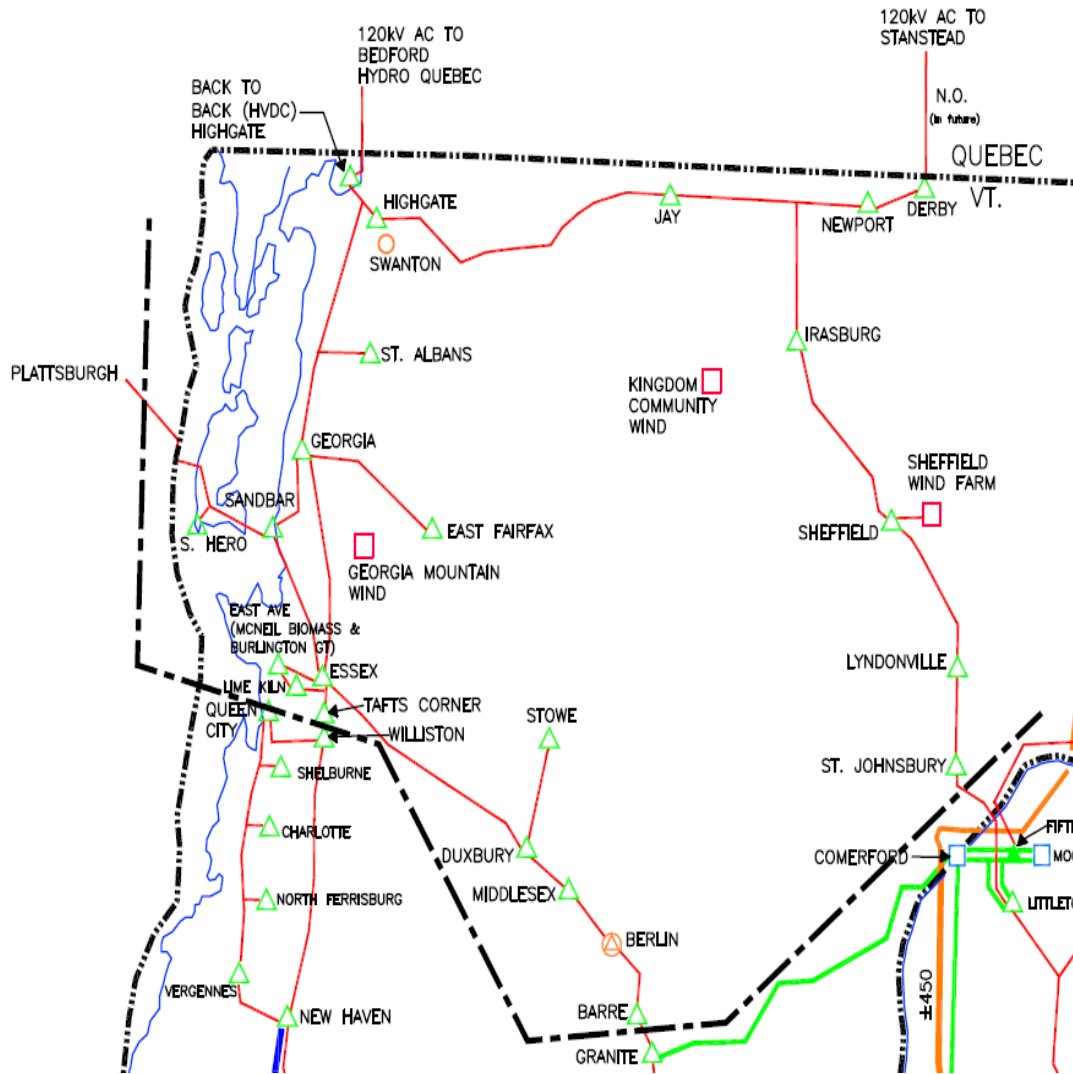 120kV AC TO
BEDFORD
HYDRO QUEBEC
120kV AC TO
STANSTEAD
BACK TO
BACK (HVDC)
HIGHGATE
N.O.
(in future)
QUEBEC
VT.
HIGHGATE
SWANTON
JAY
NEWPORT
DERBY
ST. ALBANS
IRASBURG
PLATTSBURGH
KINGDOM
COMMUNITY
WIND
GEORGIA
SHEFFIELD
WIND FARM
SANDBAR
S. HERO
EAST FAIRFAX
SHEFFIELD
GEORGIA MOUNTAIN
WIND
EAST AVE
(MCNEIL BIOMASS &
BURLINGTON GT)
ESSEX
LIME KILN
LYNDONVILLE
QUEEN
CITY
TAFTS CORNER
STOWE
WILLISTON
SHELBURNE
ST. JOHNSBURY
CHARLOTTE
DUXBURY
COMERFORD
FIFT
MOO
MIDDLESEX
NORTH FERRISBURG
LITTLET
BERLIN
VERGENNES
±450
NEW HAVEN
BARRE
GRANITE